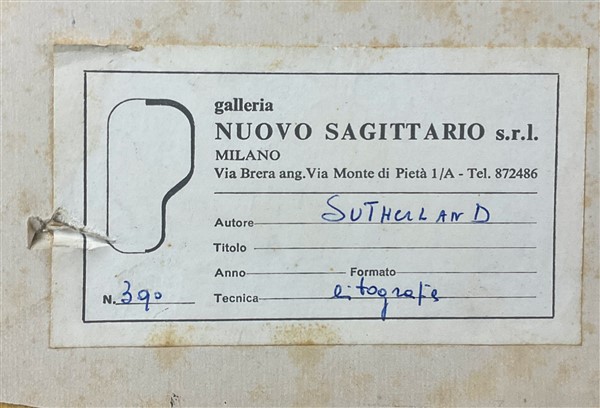 galleria
NUOVO SAGITTARIO s.r.l.
MILANO
Via Brera ang.Via Monte di Pietà 1/A - Tel. 872486
Autore SUTHERLAND
Titolo
Anno Formato
N. 390 Tecnica litografia